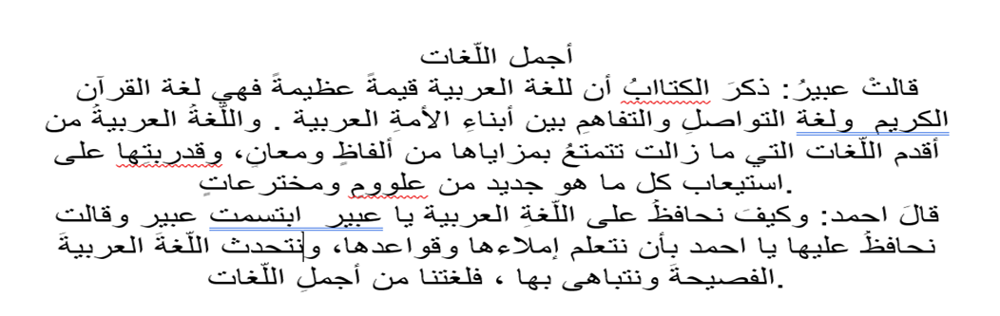 أجمل اللّغات
قالتْ عبيرُ: ذكرَ الكتاابُ أن للغة العربية قيمةً عظيمةً فهي لغة القرآن
الكريم  ولغة التواصلِ والتفاهمِ بين أبناءِ الأمةِ العربية . واللّغةُ العربيةُ من
أقدم اللّغات التي ما زالت تتمتعُ بمزاياها من ألفاظٍ ومعانٍ، وقدربتِها على
استيعاب كل ما هو جديد من علوومٍ ومخترعاتٍ.
قالَ احمد: وكيفَ نحافظُ على اللّغةِ العربية يا عبير  ابتسمت عبير وقالت
نحافظُ عليها يا احمد بأن نتعلم إملاءها وقواعدها، ونتحدث اللّغةَ العربيةَ
الفصيحةَ ونتباهى بها ، فلغتنا من أجملِ اللّغات.